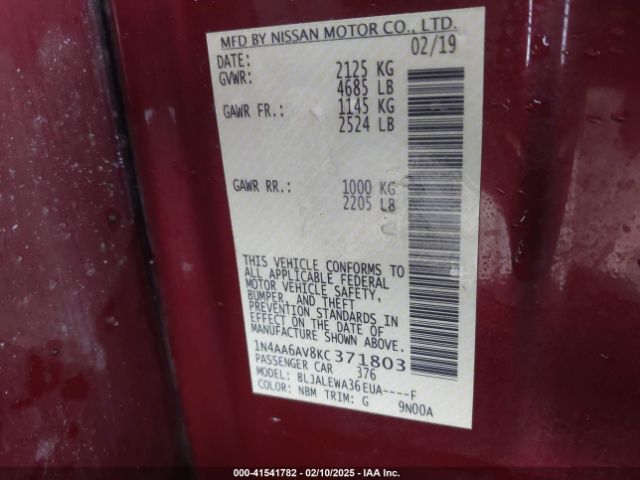 MFD BY NISSAN MOTOR CO., LTD.
DATE: 02/19
GVWR: 2125 KG
4685 LB
GAWR FR.: 1145 KG
2524 LB
GAWR RR.: 1000 KG
2205 LB
THIS VEHICLE CONFORMS TO
ALL APPLICABLE FEDERAL
MOTOR VEHICLE SAFETY,
BUMPER, AND THEFT
PREVENTION STANDARDS IN
EFFECT ON THE DATE OF
MANUFACTURE SHOWN ABOVE.
1N4AA6AV8KC371803
PASSENGER CAR 376
MODEL: BLJALEWA36EUA----F
COLOR: NBM TRIM: G 9N00A
000-41541782 — 02/10/2025 — IAA Inc.